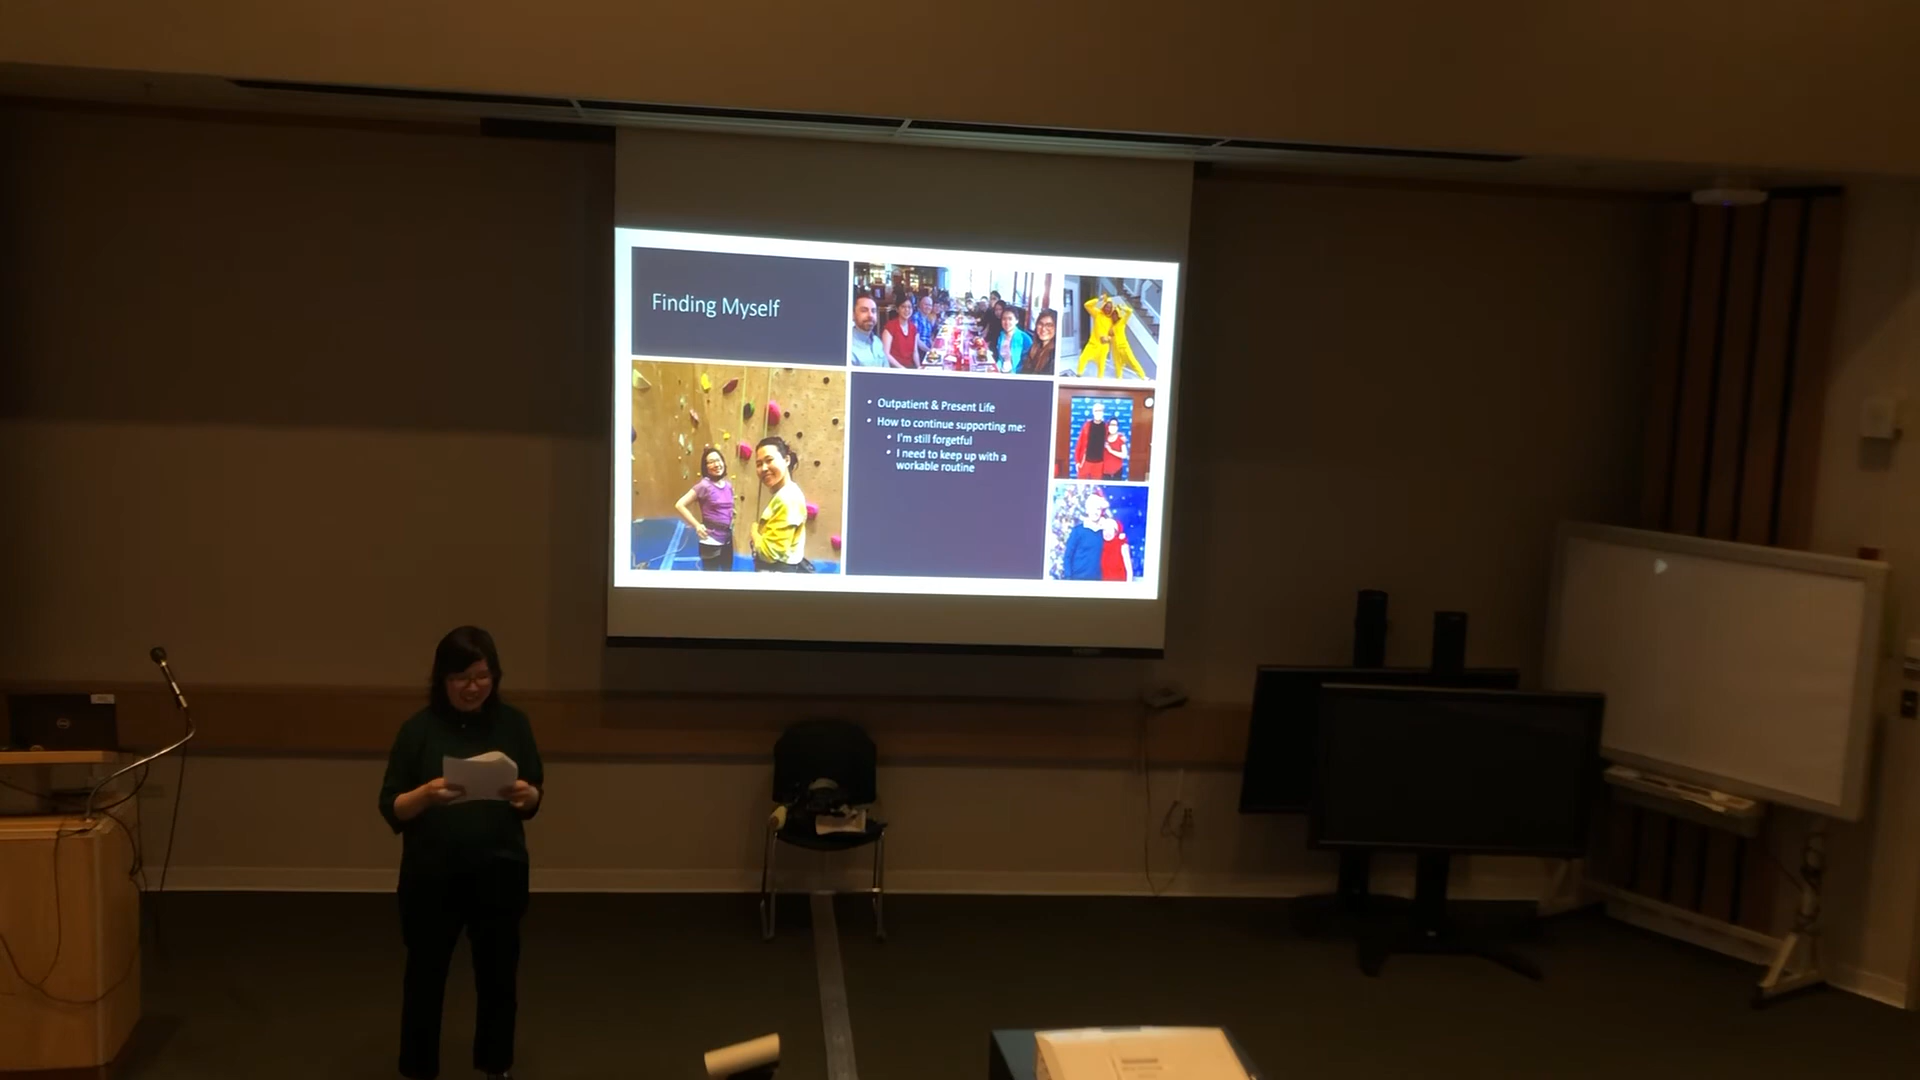 Finding Myself
Outpatient & Present Life
How to continue supporting me:
I'm still forgetful
I need to keep up with a
workable routine